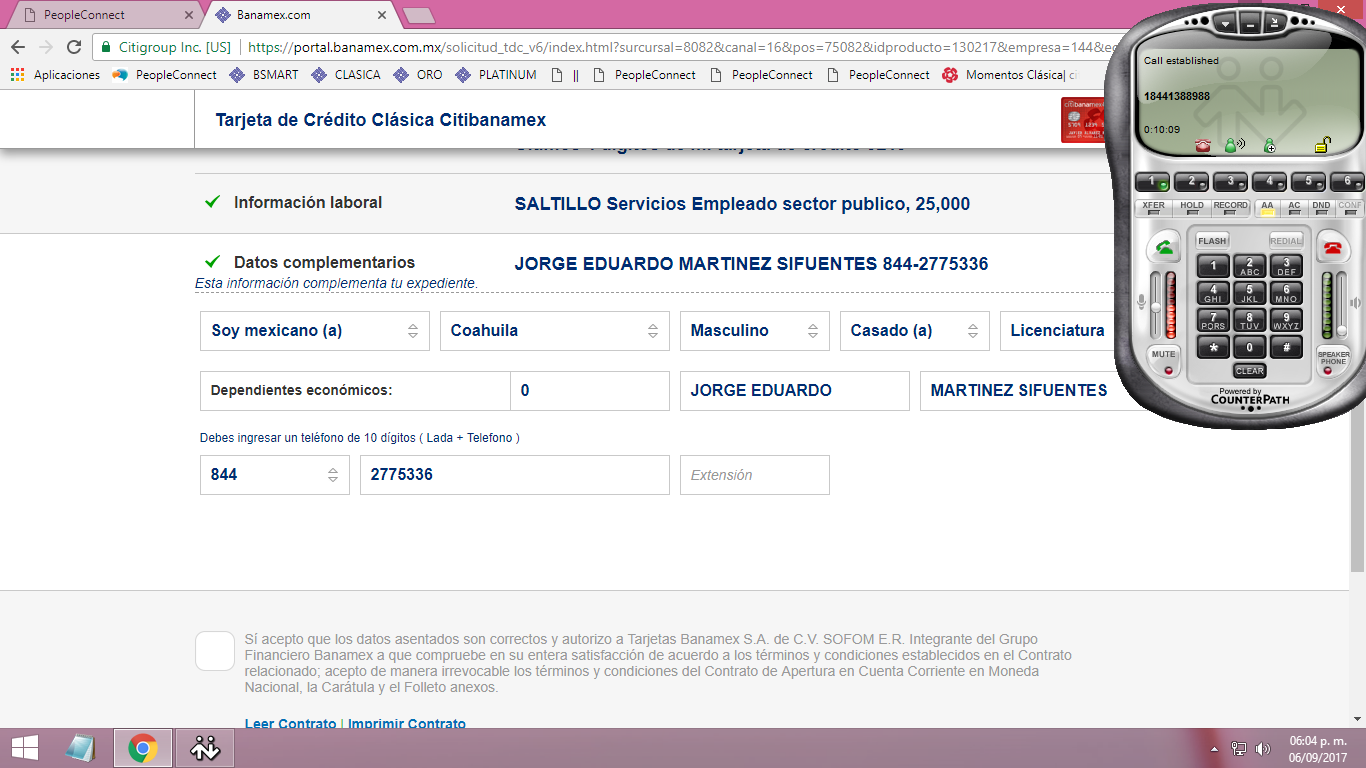 PeopleConnect
Banamex.com
Citigroup Inc. [US]
https://portal.banamex.com.mx/solicitud_tdc_v6/index.html?surcursal=8082&canal=16&pos=75082&idproducto=130217&empresa=144&
Aplicaciones PeopleConnect BSMART CLASICA ORO PLATINUM || PeopleConnect PeopleConnect PeopleConnect Momentos Clásica|
Tarjeta de Crédito Clásica Citibanamex
Información laboral
SALTILLO Servicios Empleado sector publico, 25,000
Datos complementarios
JORGE EDUARDO MARTINEZ SIFUENTES 844-2775336
Esta información complementa tu expediente.
Soy mexicano (a) Coahuila Masculino Casado (a) Licenciatura
Dependientes económicos: 0 JORGE EDUARDO MARTINEZ SIFUENTES
Debes ingresar un teléfono de 10 dígitos ( Lada + Telefono )
844 2775336 Extensión
Sí acepto que los datos asentados son correctos y autorizo a Tarjetas Banamex S.A. de C.V. SOFOM E.R. Integrante del Grupo
Financiero Banamex a que compruebe en su entera satisfacción de acuerdo a los términos y condiciones establecidos en el Contrato
relacionado; acepto de manera irrevocable los términos y condiciones del Contrato de Apertura en Cuenta Corriente en Moneda
Nacional, la Carátula y el Folleto anexos.
Leer Contrato | Imprimir Contrato
Call established
18441388988
0:10:09
1 2 3 4 5 6
XFER HOLD RECORD AA AC DND CONF
FLASH REDIAL
1 2 ABC 3 DEF
4 GHI 5 JKL 6 MNO
7 PQRS 8 TUV 9 WXYZ
* 0 #
MUTE CLEAR SPEAKER PHONE
Powered by
COUNTERPATH
06:04 p. m.
06/09/2017